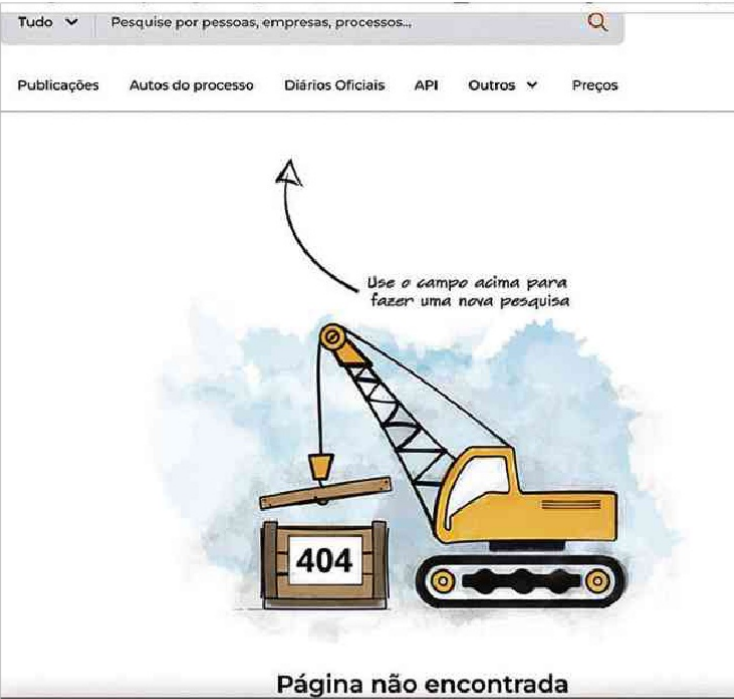 Tudo
Pesquise por pessoas, empresas, processos...
Publicações Autos do processo Diários Oficiais API Outros Preços
Use o campo acima para
fazer uma nova pesquisa
404
Página não encontrada